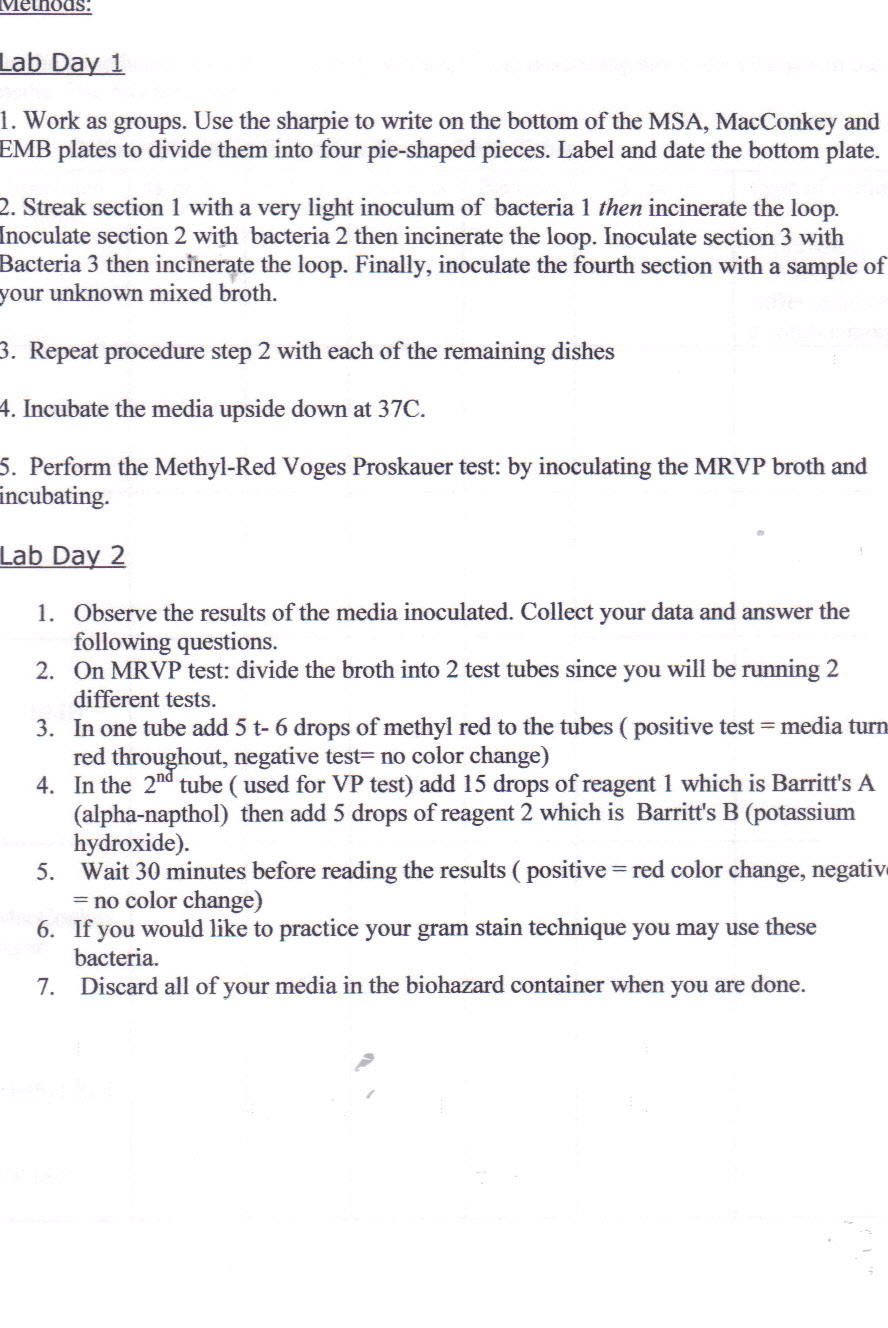 Methods:
Lab Day 1
1. Work as groups. Use the sharpie to write on the bottom of the MSA, MacConkey and
EMB plates to divide them into four pie-shaped pieces. Label and date the bottom plate.
2. Streak section 1 with a very light inoculum of bacteria 1 then incinerate the loop.
Inoculate section 2 with bacteria 2 then incinerate the loop. Inoculate section 3 with
Bacteria 3 then incinerate the loop. Finally, inoculate the fourth section with a sample of
your unknown mixed broth.
3. Repeat procedure step 2 with each of the remaining dishes
4. Incubate the media upside down at 37C.
5. Perform the Methyl-Red Voges Proskauer test: by inoculating the MRVP broth and
incubating.
Lab Day 2
1. Observe the results of the media inoculated. Collect your data and answer the
following questions.
2. On MRVP test: divide the broth into 2 test tubes since you will be running 2
different tests.
3. In one tube add 5 t- 6 drops of methyl red to the tubes ( positive test = media turn
red throughout, negative test= no color change)
4. In the 2nd tube ( used for VP test) add 15 drops of reagent 1 which is Barritt's A
(alpha-napthol) then add 5 drops of reagent 2 which is Barritt's B (potassium
hydroxide).
5. Wait 30 minutes before reading the results ( positive = red color change, negative
= no color change)
6. If you would like to practice your gram stain technique you may use these
bacteria.
7. Discard all of your media in the biohazard container when you are done.